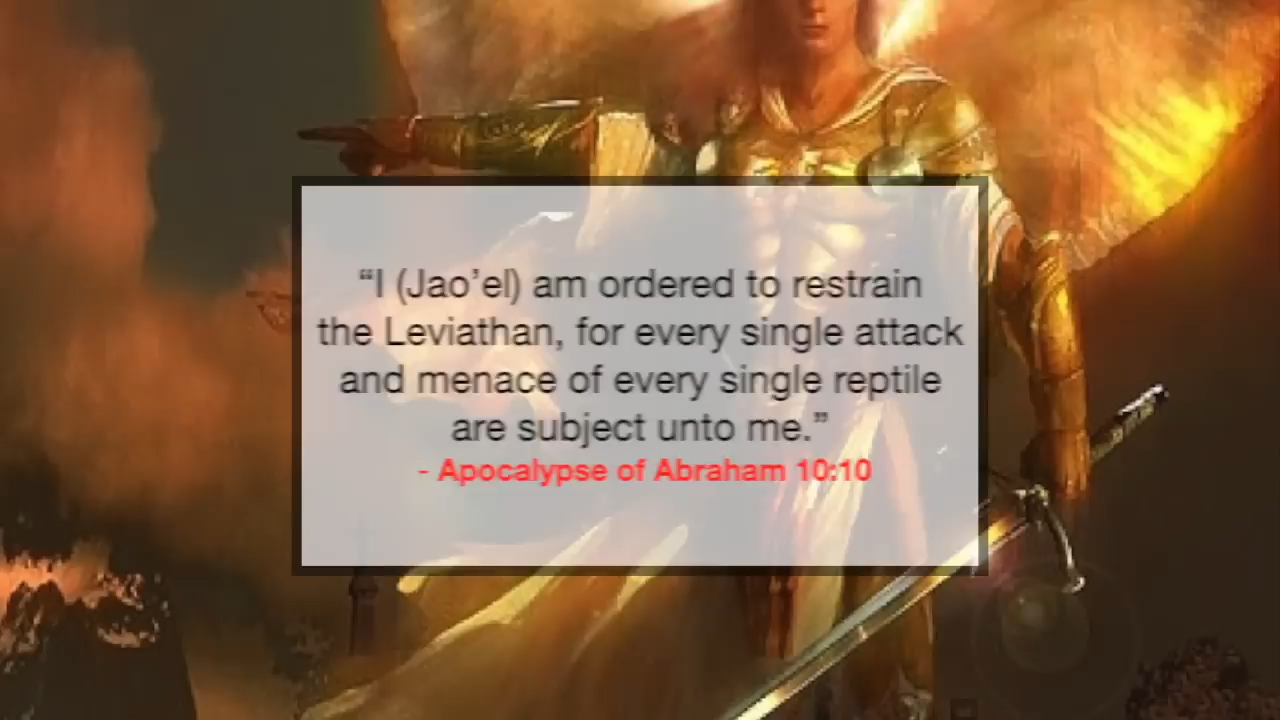 “I (Jao’el) am ordered to restrain
the Leviathan, for every single attack
and menace of every single reptile
are subject unto me.”
- Apocalypse of Abraham 10:10